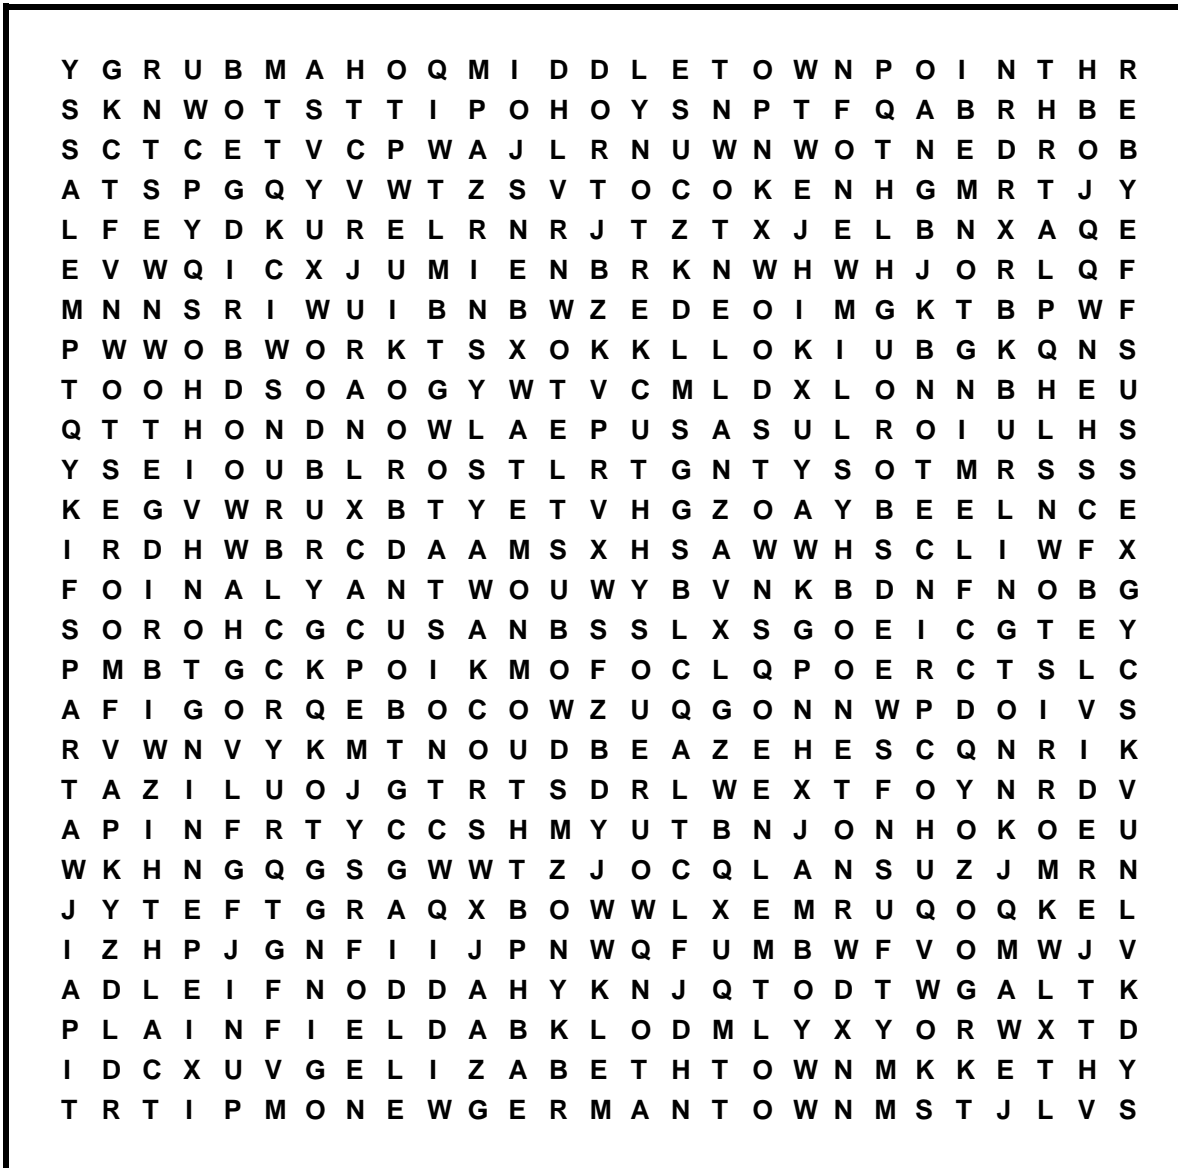 Y G R U B M A H O Q M I D D L E T O W N P O I N T H R
S K N W O T S T T I P O H O Y S N P T F Q A B R H B E
S C T C E T V C P W A J L R N U W N W O T N E D R O B
A T S P G Q Y V W T Z S V T O C O K E N H G M R T J Y
L F E Y D K U R E L R N R J T Z T X J E L B N X A Q E
E V W Q I C X J U M I E N B R K N W H W H J O R L Q F
M N N S R I W U I B N B W Z E D E O I M G K T B P W F
P W W O B W O R K T S X O K K L L O K I U B G K Q N S
T O O H D S O A O G Y W T V C M L D X L O N N B H E U
Q T T H O N D N O W L A E P U S A S U L R O I U L H S
Y S E I O U B L R O S T L R T G N T Y S O T M R S S S
K E G V W R U X B T Y E T V H G Z O A Y B E E L N C E
I R D H W B R C D A A M S X H S A W W H S C L I W F X
F O I N A L Y A N T W O U W Y B V N K B D N F N O B G
S O R O H C G C U S A N B S S L X S G O E I C G T E Y
P M B T G C K P O I K M O F O C L Q P O E R C T S L C
A F I G O R Q E B O C O W Z U Q G O N N W P D O I V S
R V W N V Y K M T N O U D B E A Z E H E S C Q N R I K
T A Z I L U O J G T R T S D R L W E X T F O Y N R D V
A P I N F R T Y C C S H M Y U T B N J O N H O K O E U
W K H N G Q G S G W W T Z J O C Q L A N S U Z J M R N
J Y T E F T G R A Q X B O W W L X E M R U Q O Q K E L
I Z H P J G N F I I J P N W Q F U M B W F V O M W J V
A D L E I F N O D D A H Y K N J Q T O D T W G A L T K
P L A I N F I E L D A B K L O D M L Y X Y O R W X T D
I D C X U V G E L I Z A B E T H T O W N M K K E T H Y
T R T I P M O N E W G E R M A N T O W N M S T J L V S